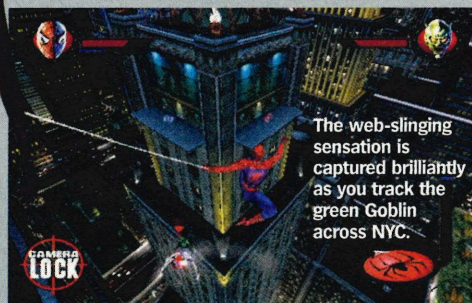 The web-slinging
sensation is
captured brilliantly
as you track the
green Goblin
across NYC.
CAMERA
LOCK